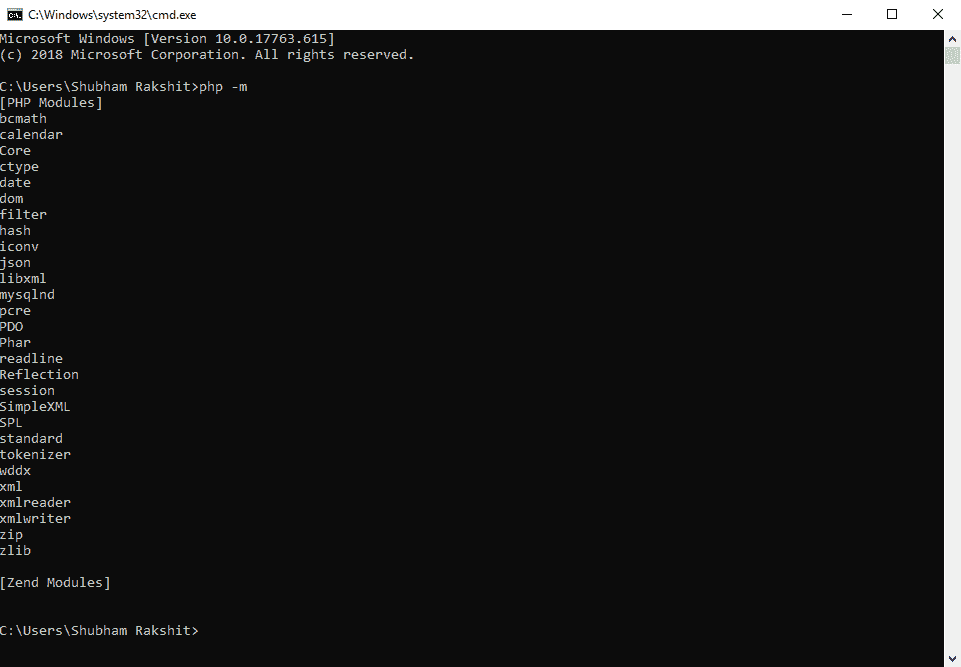 C:\Windows\system32\cmd.exe
Microsoft Windows [Version 10.0.17763.615]
(c) 2018 Microsoft Corporation. All rights reserved.
C:\Users\Shubham Rakshit>php -m
[PHP Modules]
bcmath
calendar
Core
ctype
date
dom
filter
hash
iconv
json
libxml
mysqlnd
pcre
PDO
Phar
readline
Reflection
session
SimpleXML
SPL
standard
tokenizer
wddx
xml
xmlreader
xmlwriter
zip
zlib
[Zend Modules]
C:\Users\Shubham Rakshit>